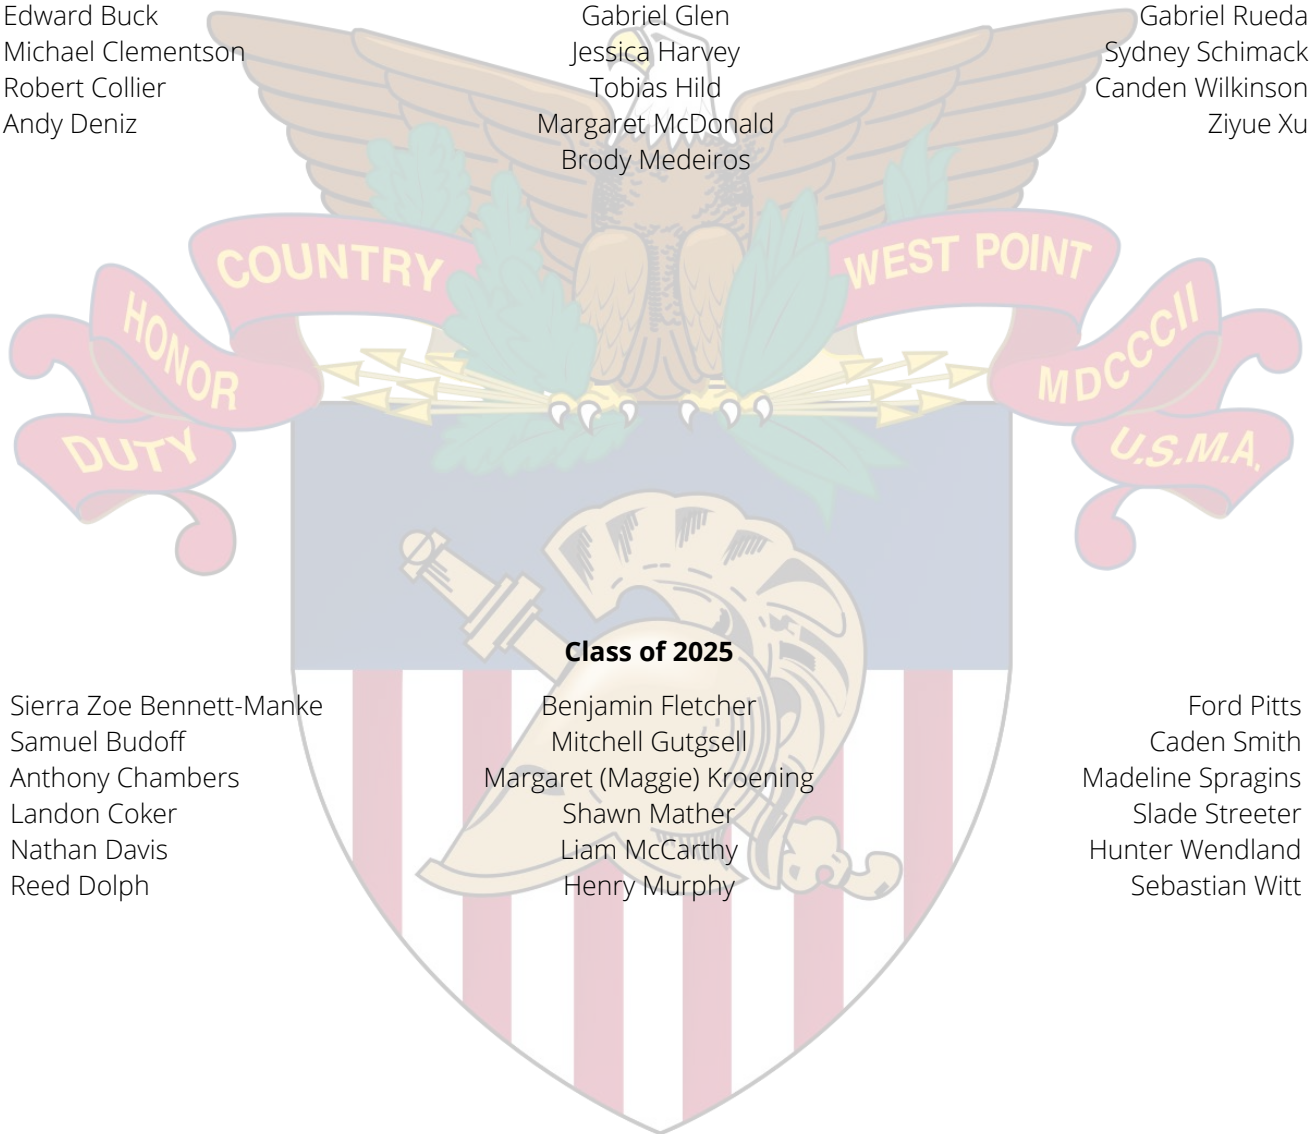 Edward Buck
Michael Clementson
Robert Collier
Andy Deniz
Gabriel Glen
Jessica Harvey
Tobias Hild
Margaret McDonald
Brody Medeiros
Gabriel Rueda
Sydney Schimack
Canden Wilkinson
Ziyue Xu
DUTY
HONOR
COUNTRY
WEST POINT
MDCCCII
U.S.M.A.
Class of 2025
Sierra Zoe Bennett-Manke
Samuel Budoff
Anthony Chambers
Landon Coker
Nathan Davis
Reed Dolph
Benjamin Fletcher
Mitchell Gutgsell
Margaret (Maggie) Kroening
Shawn Mather
Liam McCarthy
Henry Murphy
Ford Pitts
Caden Smith
Madeline Spragins
Slade Streeter
Hunter Wendland
Sebastian Witt